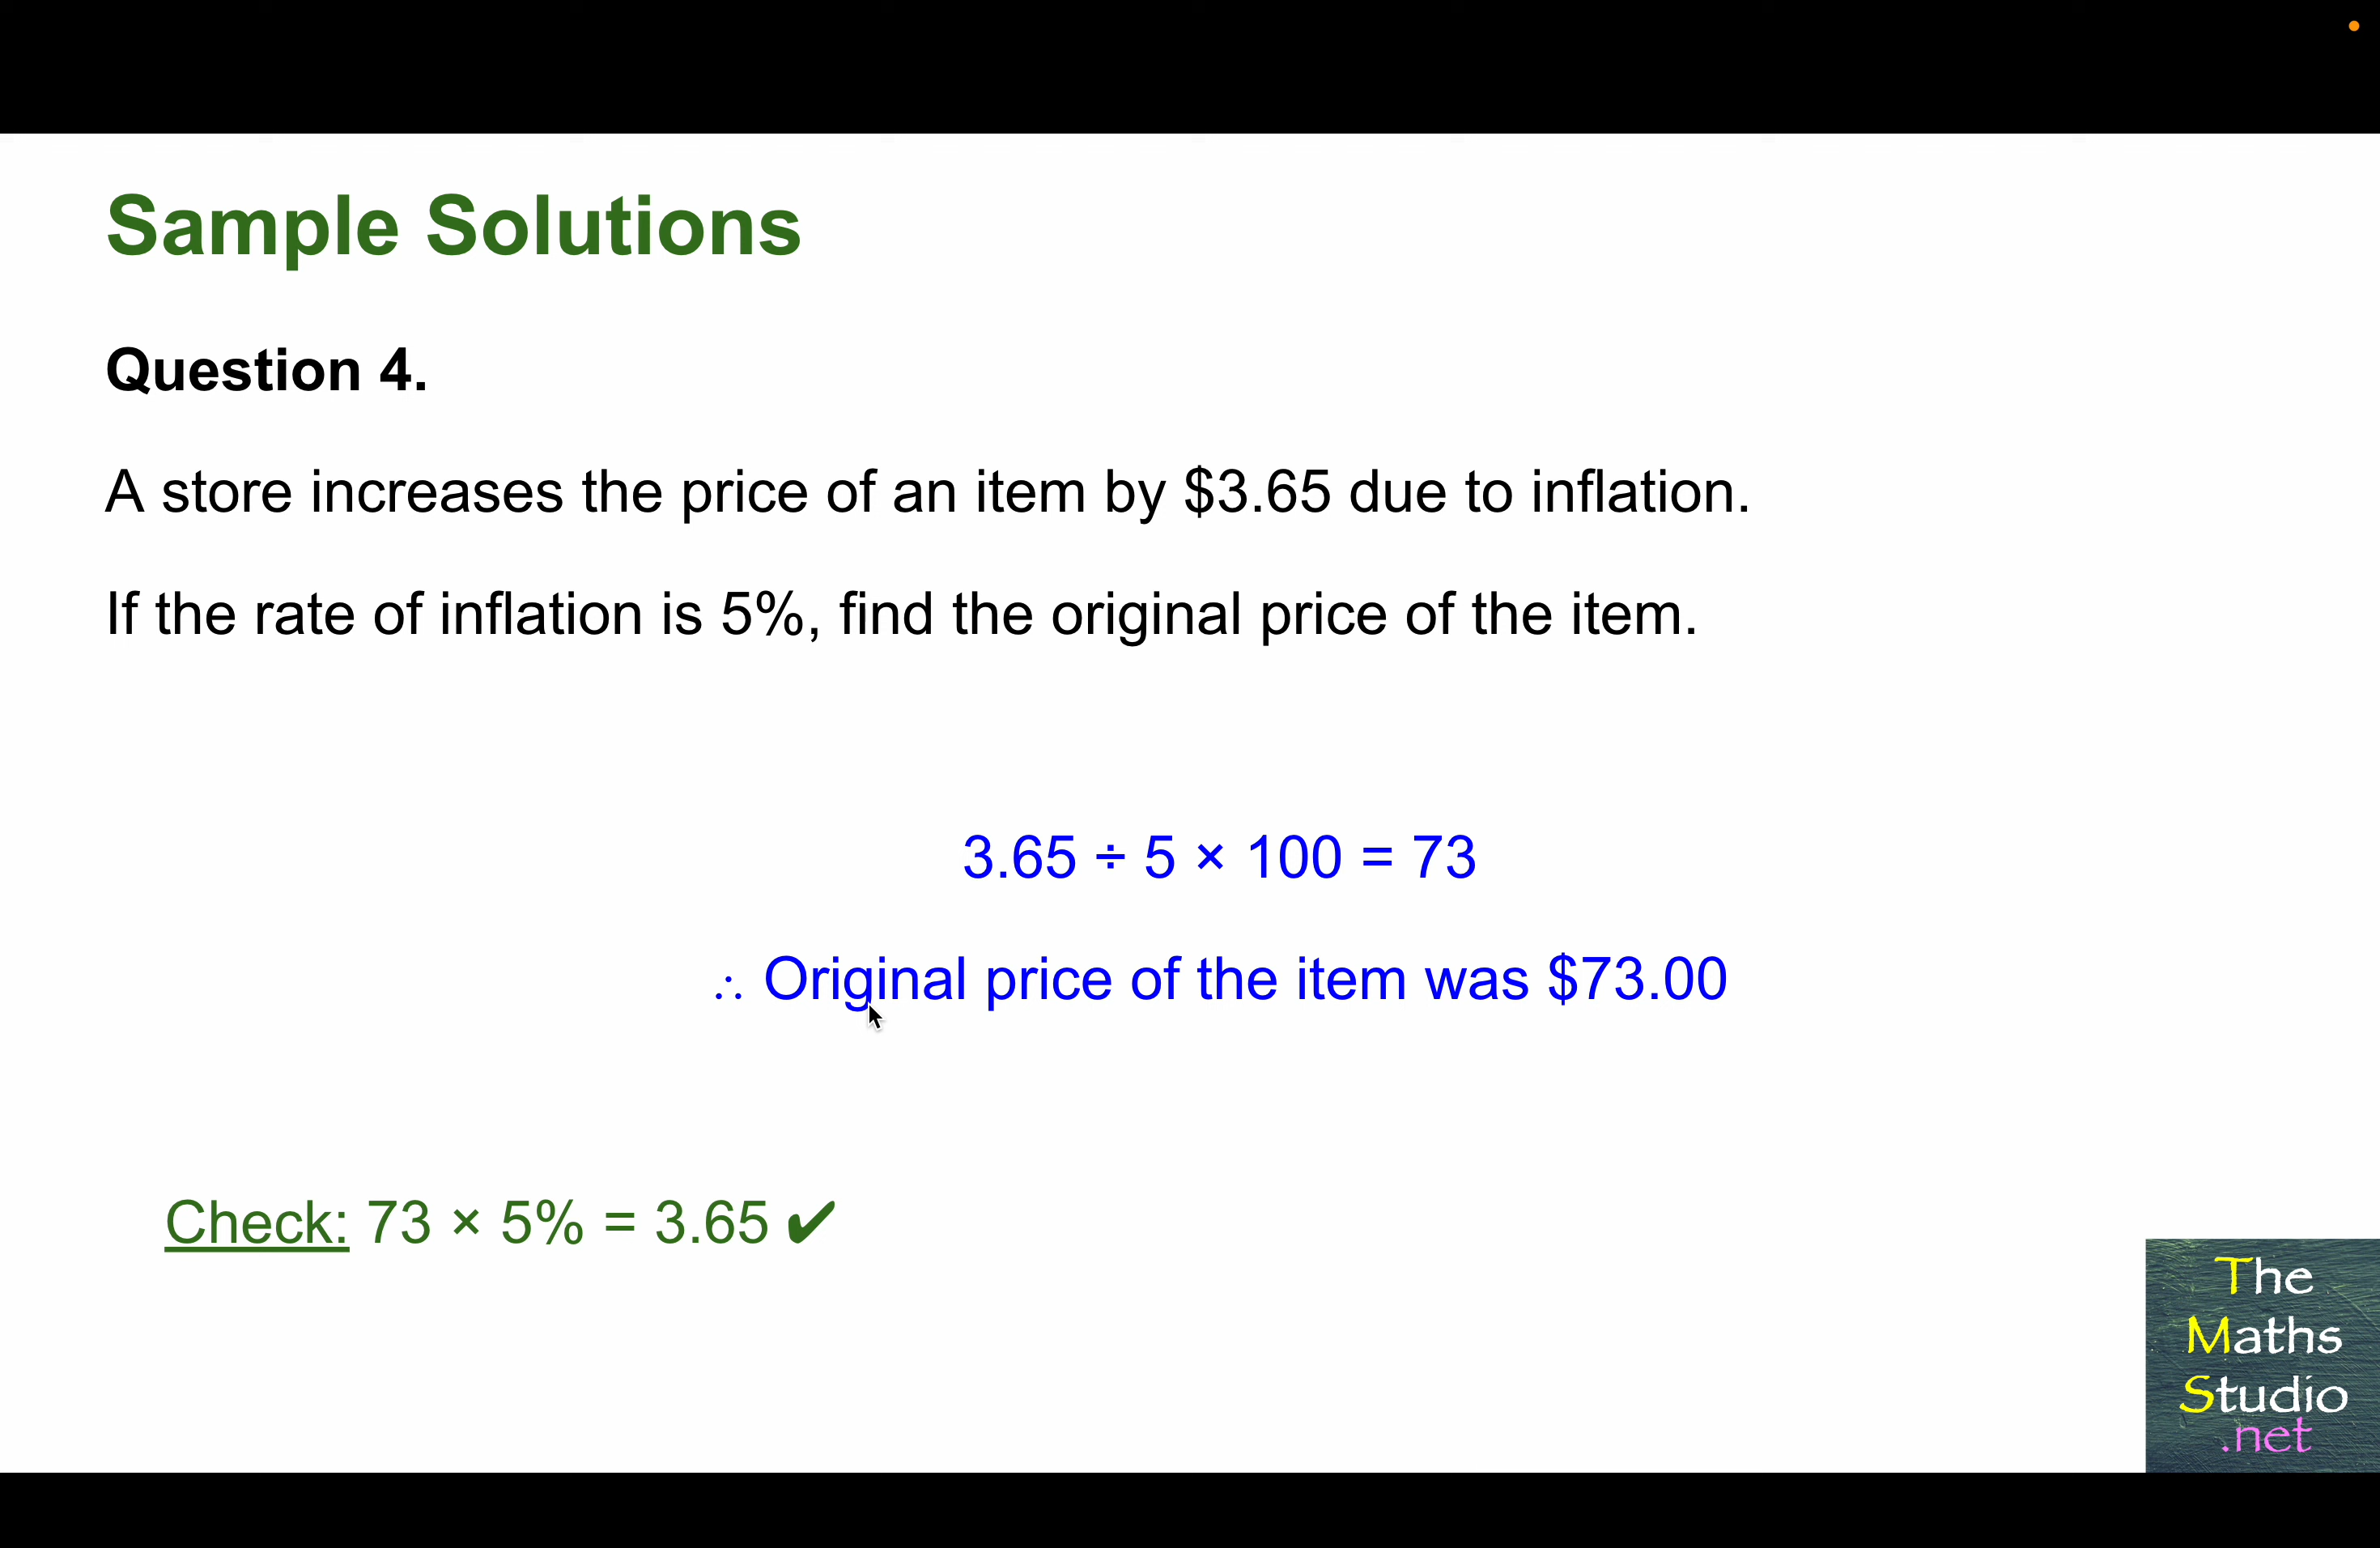 Sample Solutions
Question 4.
A store increases the price of an item by $3.65 due to inflation.
If the rate of inflation is 5%, find the original price of the item.
3.65 ÷ 5 × 100 = 73
∴ Original price of the item was $73.00
Check: 73 × 5% = 3.65 ✔
The
Maths
Studio
.net